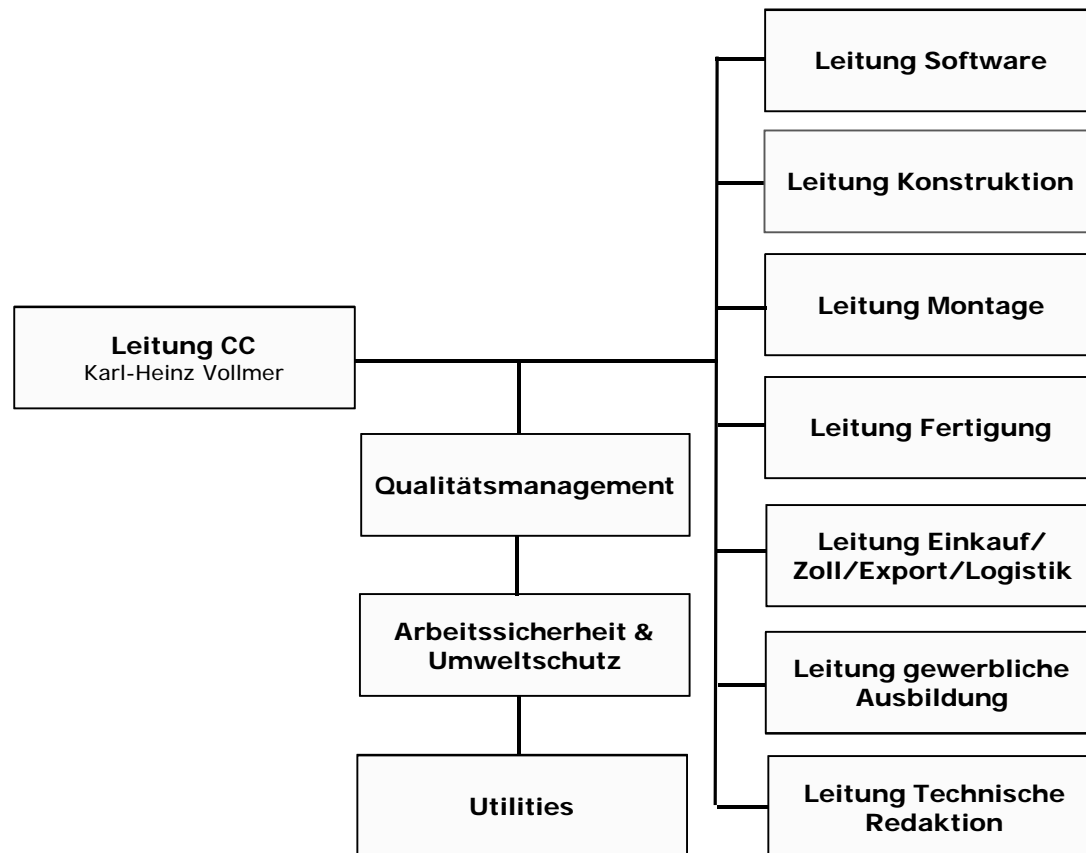 Leitung Software
Leitung Konstruktion
Leitung Montage
Leitung CC
Karl-Heinz Vollmer
Leitung Fertigung
Qualitätsmanagement
Leitung Einkauf/
Zoll/Export/Logistik
Arbeitssicherheit &
Umweltschutz
Leitung gewerbliche
Ausbildung
Utilities
Leitung Technische
Redaktion